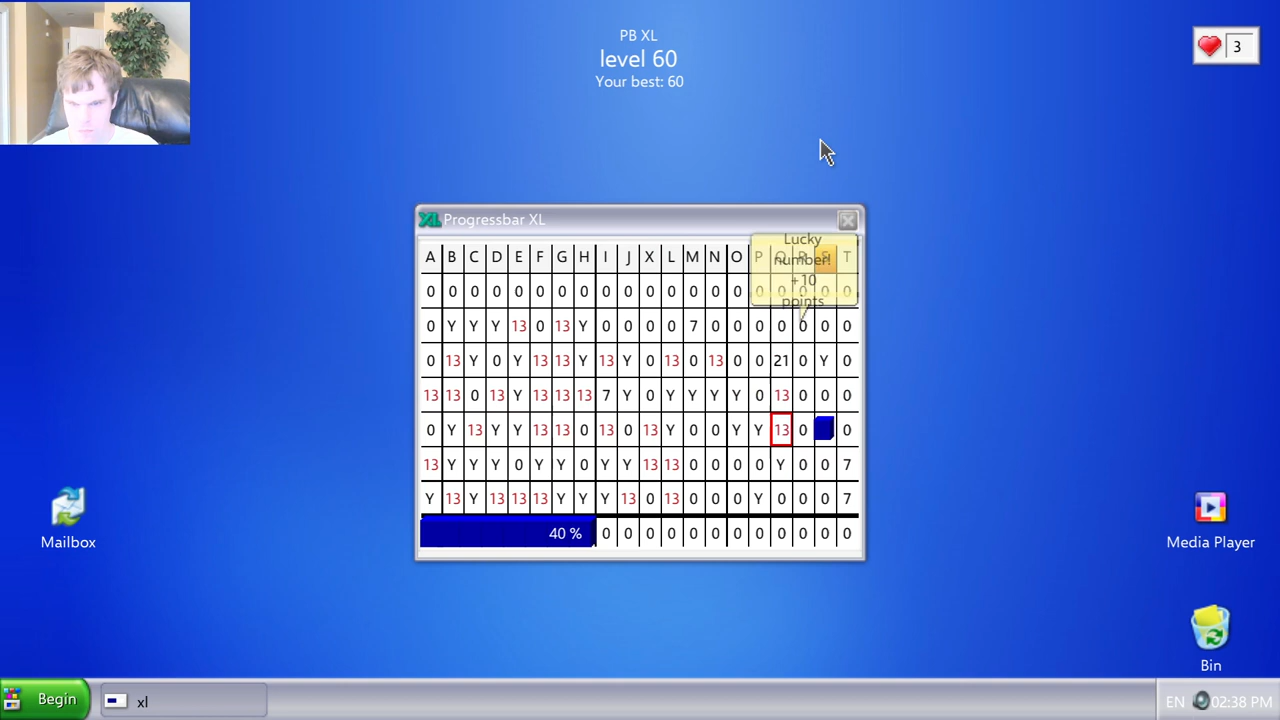 PB XL
level 60
Your best: 60
3
XL Progressbar XL
Lucky
number!
+10
points
A B C D E F G H I J X L M N O P Q R S T
0 0 0 0 0 0 0 0 0 0 0 0 0 0 0 0 0 0 0 0
0 Y Y Y 13 0 13 Y 0 0 0 0 7 0 0 0 0 0 0 0
0 13 Y 0 Y 13 13 Y 13 Y 0 13 0 13 0 0 21 0 Y 0
13 13 0 13 Y 13 13 13 7 Y 0 Y Y Y Y 0 13 0 0 0
0 Y 13 Y Y 13 13 0 13 0 13 Y 0 0 Y Y 13 0 0
13 Y Y Y 0 Y Y 0 Y Y 13 13 0 0 0 0 Y 0 0 7
Y 13 Y 13 13 13 Y Y Y 13 0 13 0 0 0 Y 0 0 0 7
40 % 0 0 0 0 0 0 0 0 0 0 0 0
Mailbox
Media Player
Bin
Begin
xl
EN 02:38 PM